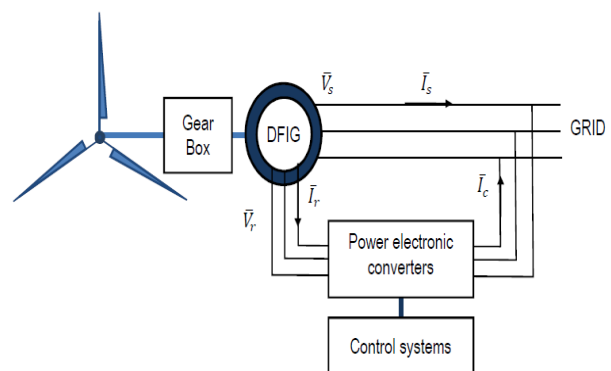 V̄s
Īs
Gear
Box
DFIG
GRID
V̄r
Īr
Īc
Power electronic
converters
Control systems